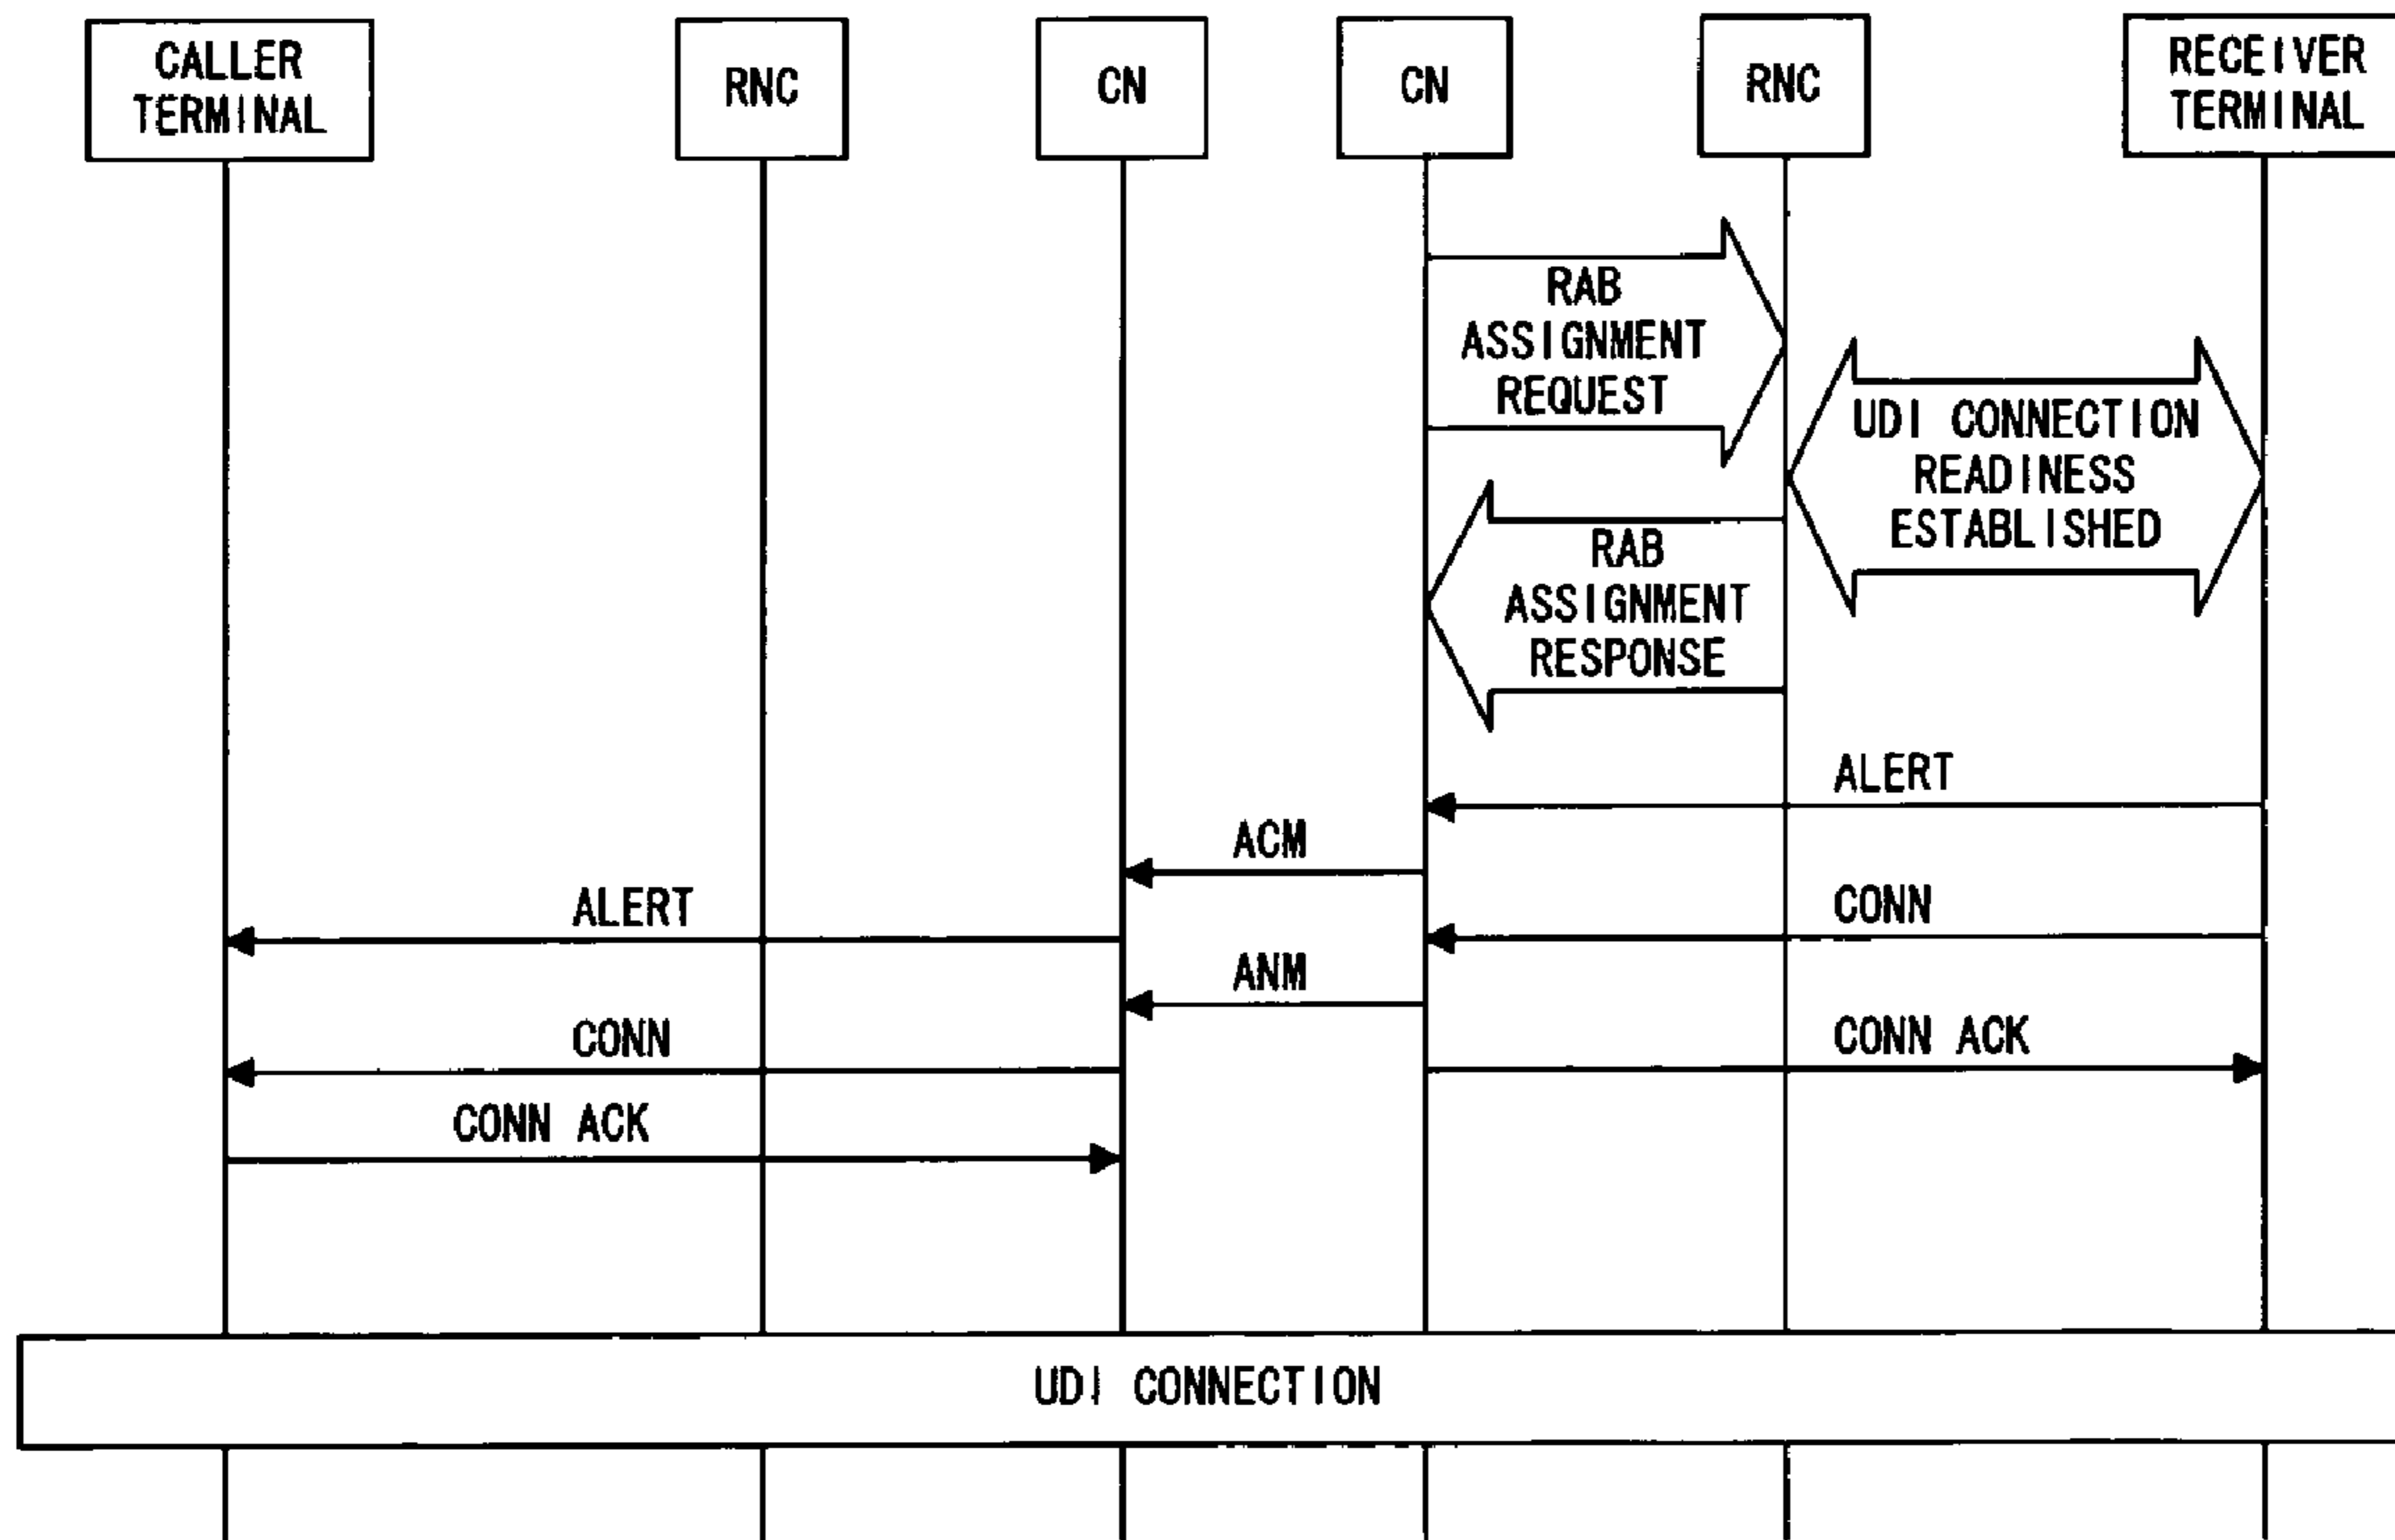 CALLER
TERMINAL
RNC
CN
CN
RNC
RECEIVER
TERMINAL
RAB
ASSIGNMENT
REQUEST
UDI CONNECTION
READINESS
ESTABLISHED
RAB
ASSIGNMENT
RESPONSE
ALERT
ACM
ALERT
CONN
ANM
CONN
CONN ACK
CONN ACK
UDI CONNECTION